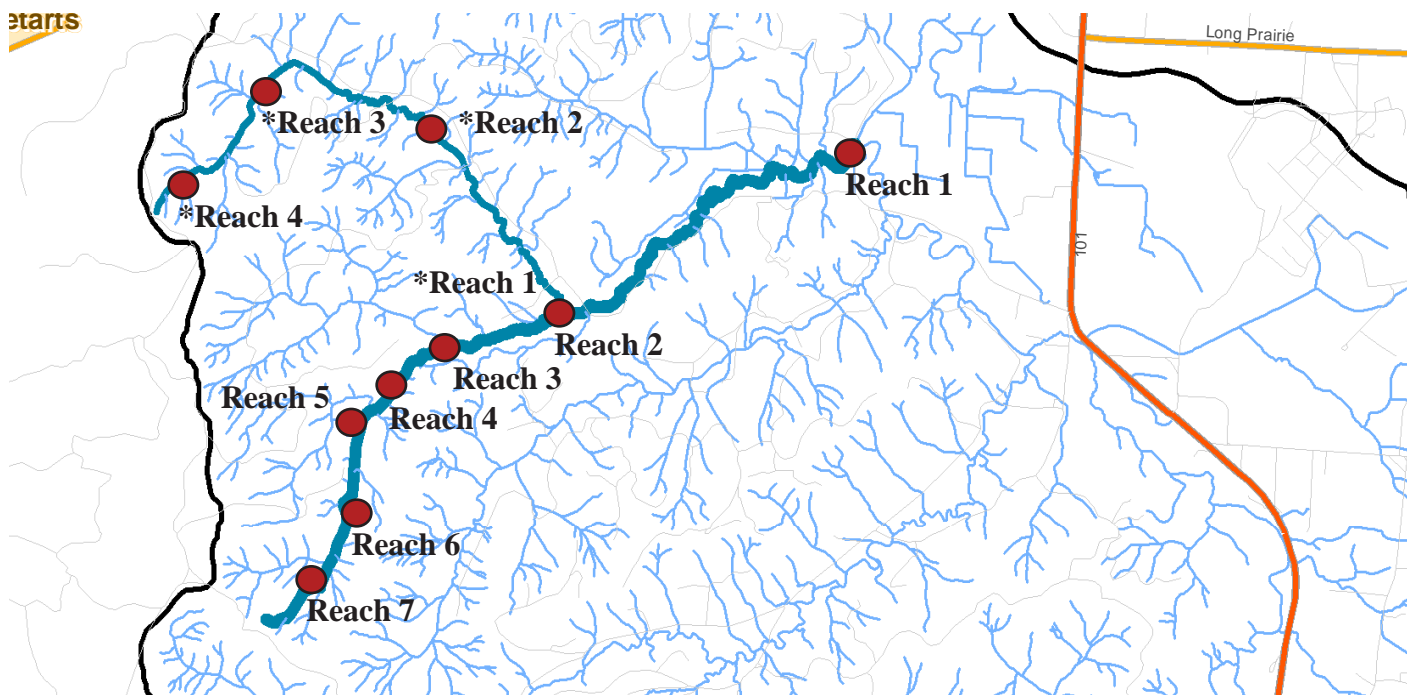 etarts
Long Prairie
*Reach 3
*Reach 2
Reach 1
*Reach 4
101
*Reach 1
Reach 2
Reach 3
Reach 5
Reach 4
Reach 6
Reach 7